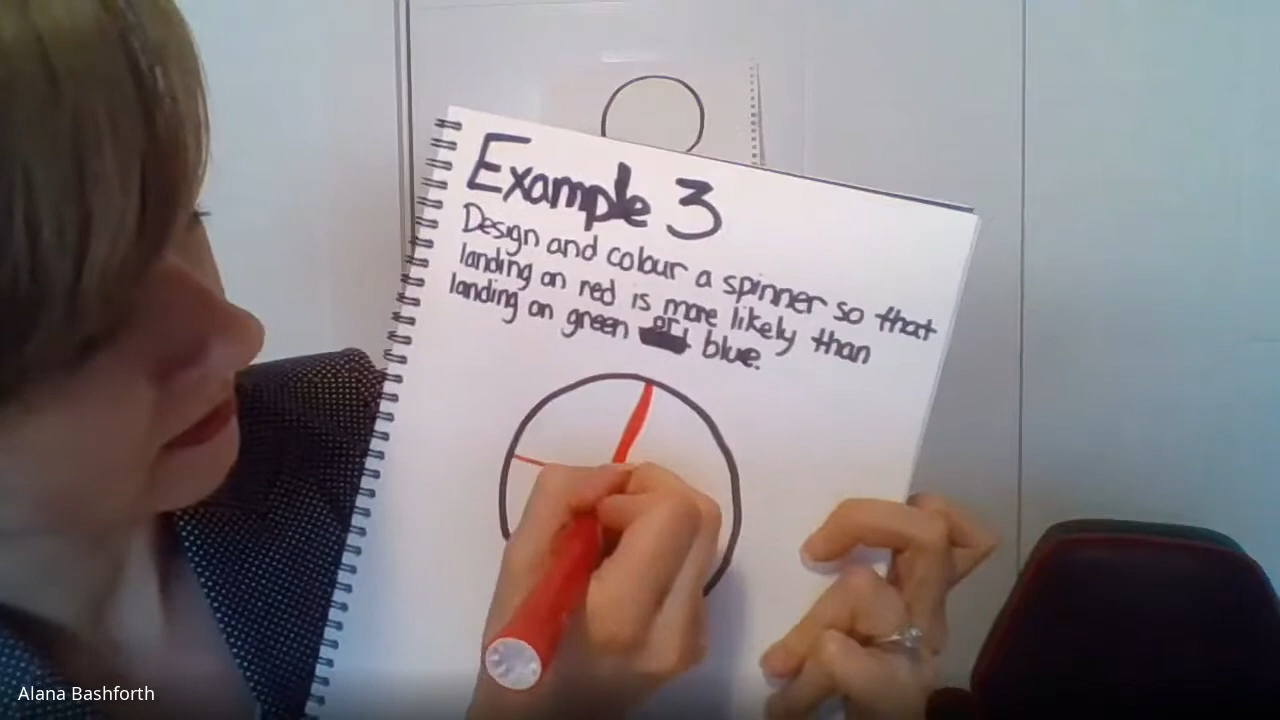 Example 3
Design and colour a spinner so that
landing on red is more likely than
landing on green or blue.
Alana Bashforth